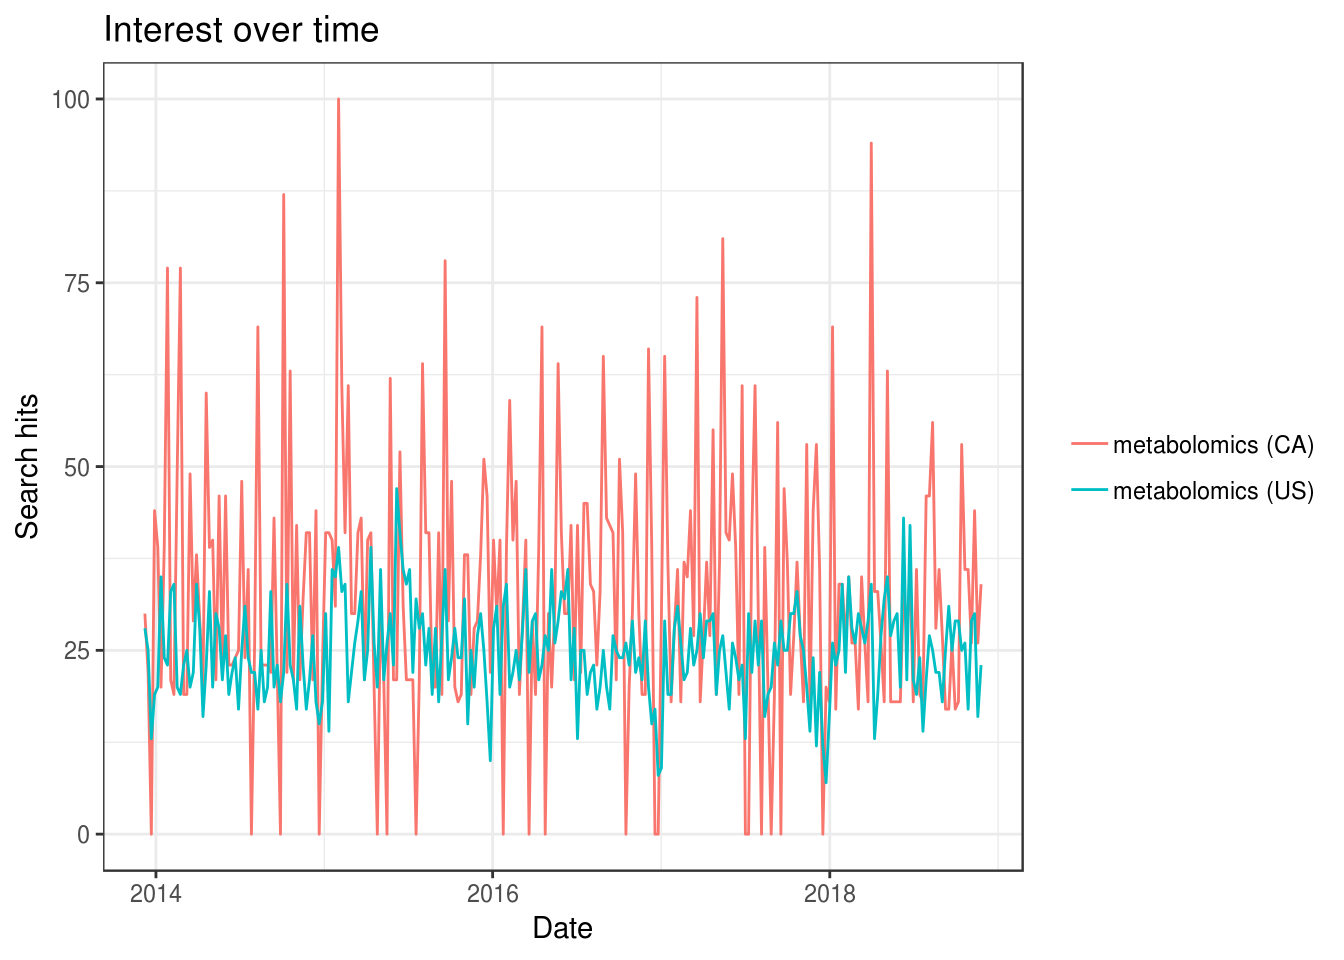 Interest over time
100
75
50
25
0
Search hits
2014
2016
2018
Date
metabolomics (CA)
metabolomics (US)